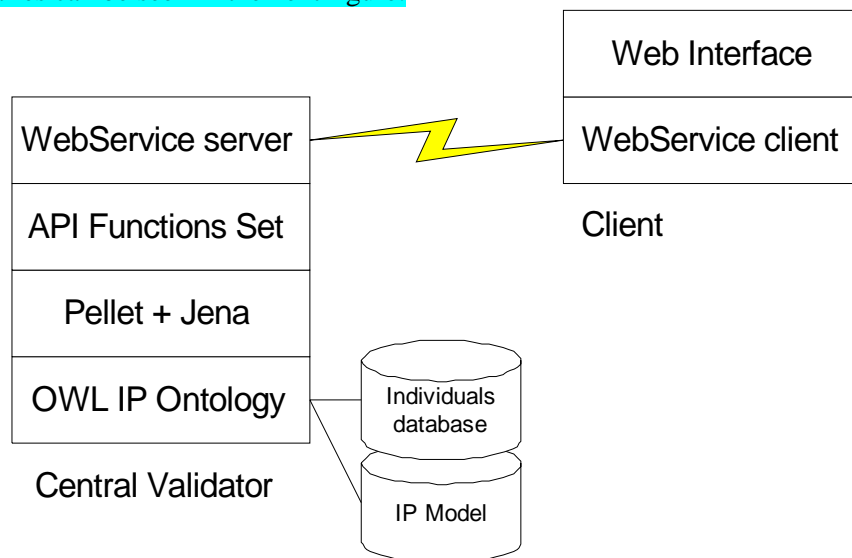 Web Interface
WebService server
WebService client
API Functions Set
Client
Pellet + Jena
OWL IP Ontology
Individuals
database
Central Validator
IP Model